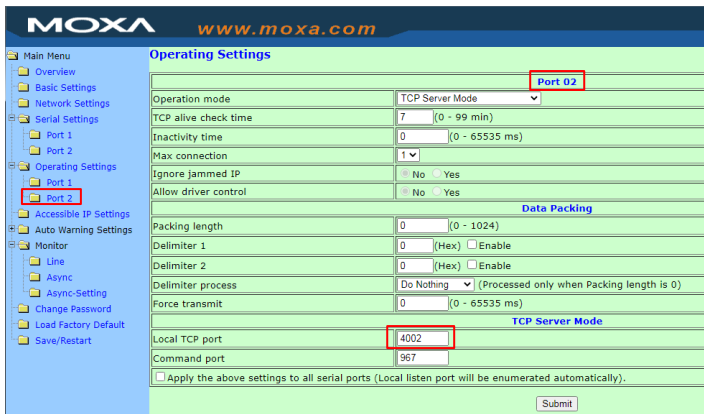 MOXA www.moxa.com
Main Menu
Overview
Basic Settings
Network Settings
Serial Settings
Port 1
Port 2
Operating Settings
Port 1
Port 2
Accessible IP Settings
Auto Warning Settings
Monitor
Line
Async
Async-Setting
Change Password
Load Factory Default
Save/Restart
Operating Settings
Port 02
Operation mode TCP Server Mode
TCP alive check time 7 (0 - 99 min)
Inactivity time 0 (0 - 65535 ms)
Max connection 1
Ignore jammed IP No Yes
Allow driver control No Yes
Data Packing
Packing length 0 (0 - 1024)
Delimiter 1 0 (Hex) Enable
Delimiter 2 0 (Hex) Enable
Delimiter process Do Nothing (Processed only when Packing length is 0)
Force transmit 0 (0 - 65535 ms)
TCP Server Mode
Local TCP port 4002
Command port 967
Apply the above settings to all serial ports (Local listen port will be enumerated automatically).
Submit